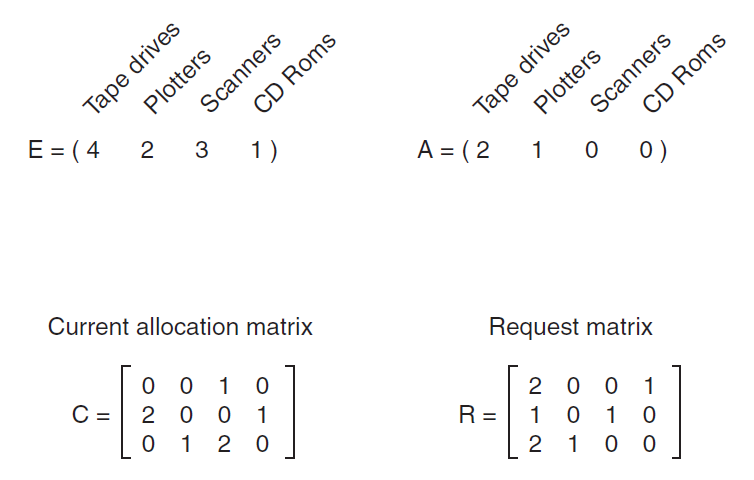 Tape drives Plotters Scanners CD Roms
Tape drives Plotters Scanners CD Roms
E = ( 4 2 3 1 )
A = ( 2 1 0 0 )
Current allocation matrix
Request matrix
C =
0 0 1 0
2 0 0 1
0 1 2 0
R =
2 0 0 1
1 0 1 0
2 1 0 0